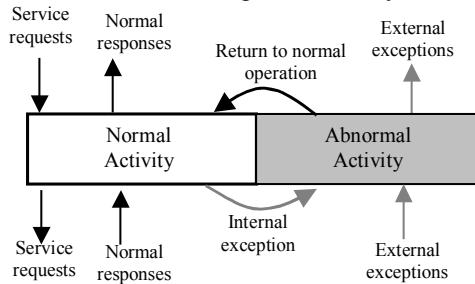 Service
requests
Normal
responses
Return to normal
operation
External
exceptions
Normal
Activity
Abnormal
Activity
Service
requests
Normal
responses
Internal
exception
External
exceptions